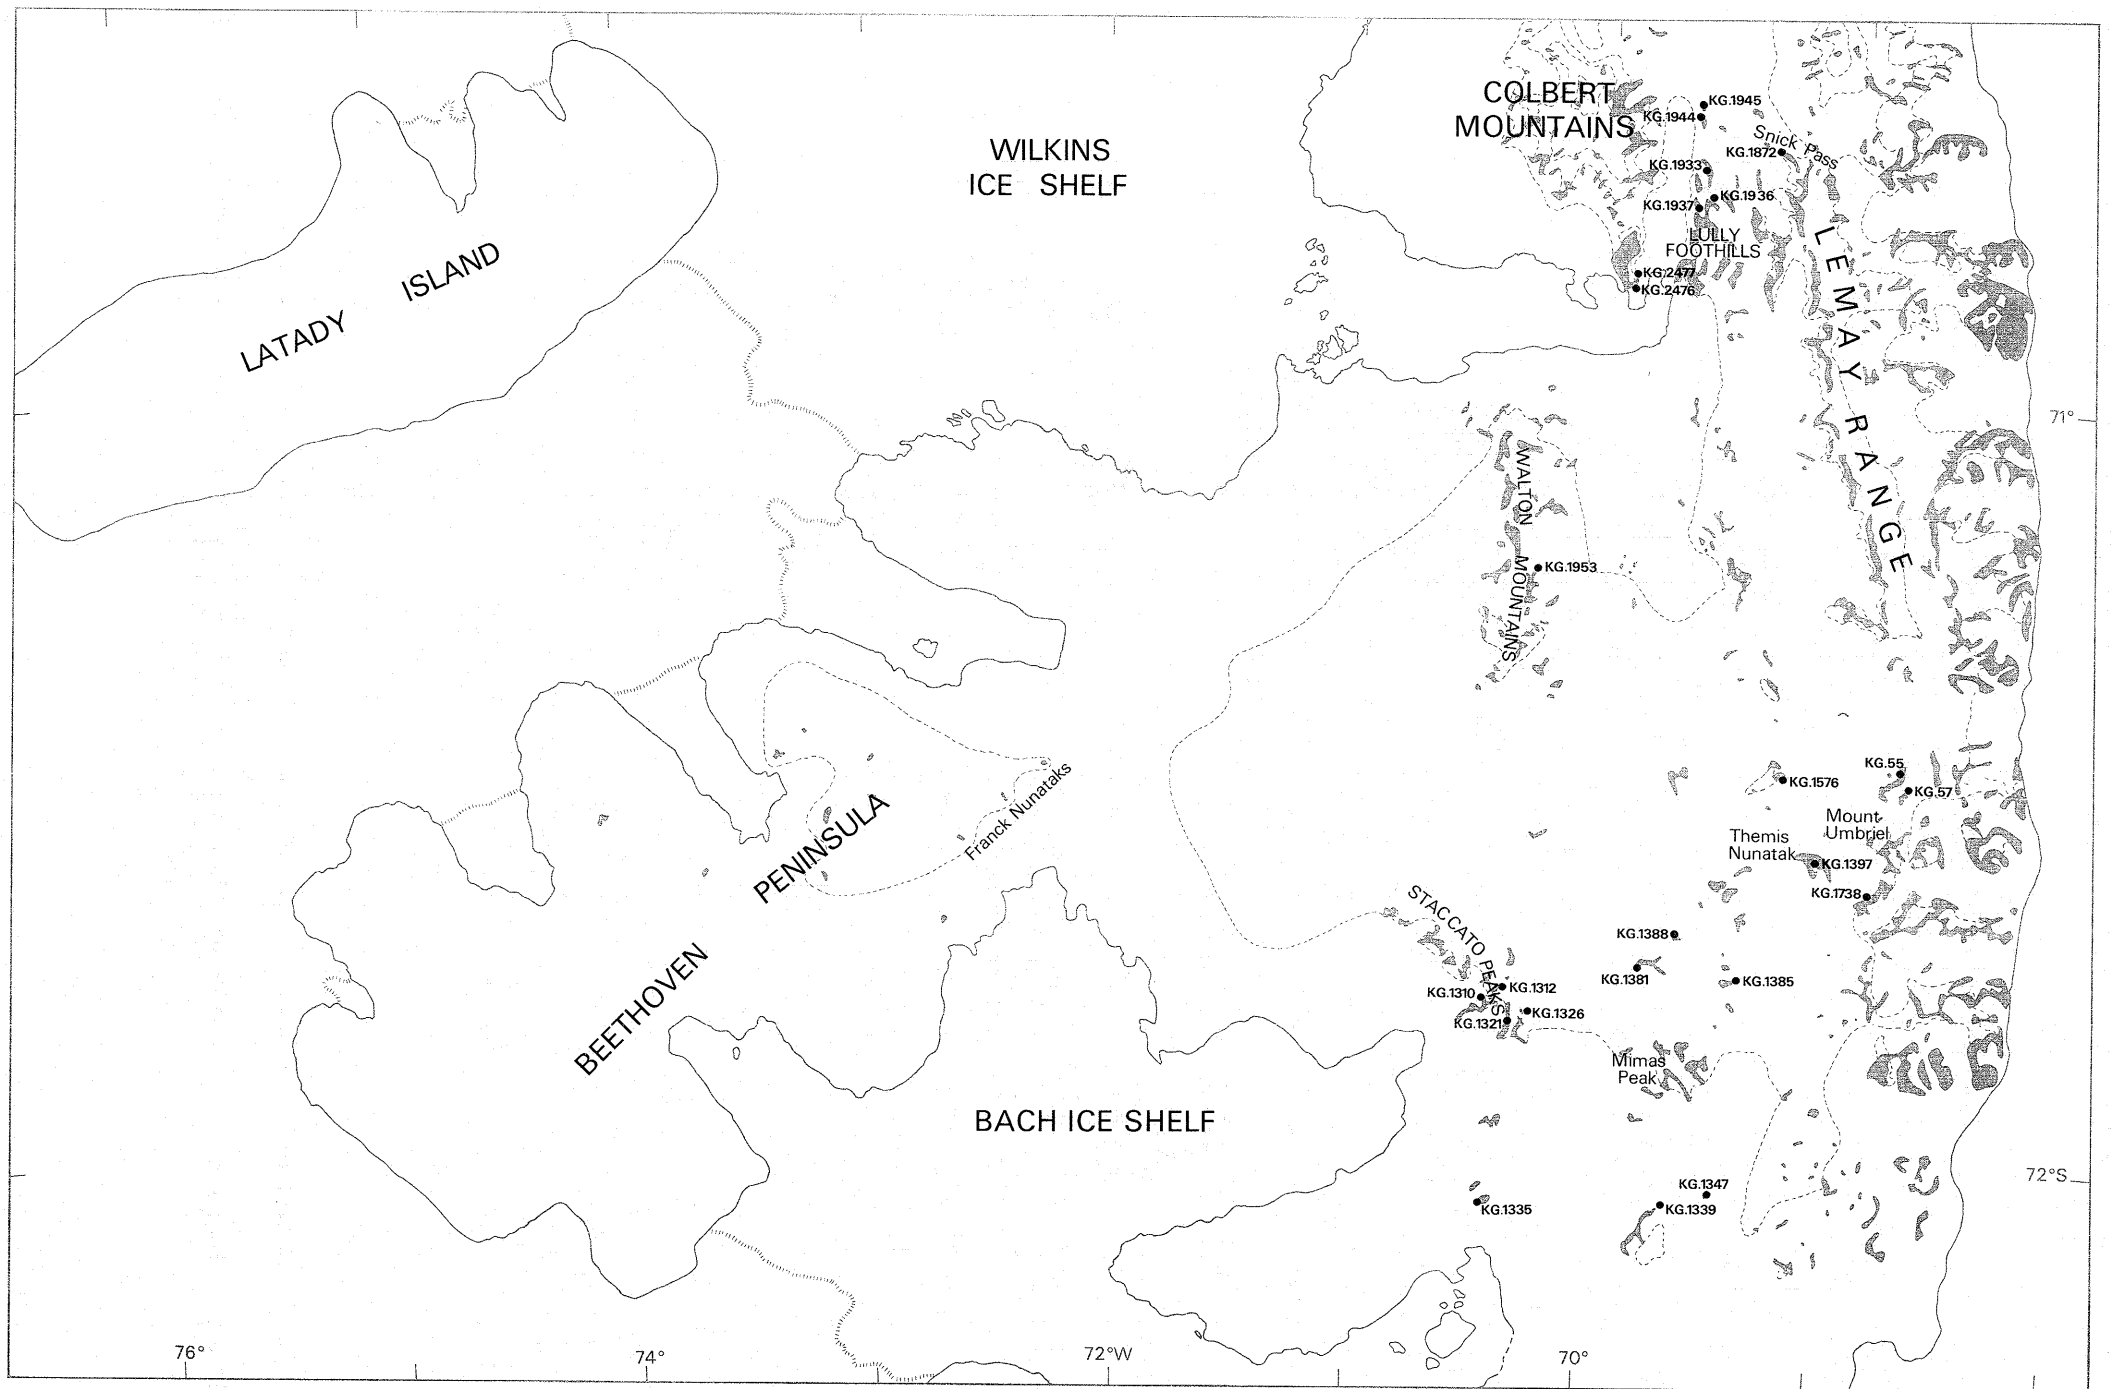 COLBERT
MOUNTAINS
WILKINS
ICE SHELF
KG.1945
KG.1944
Snick Pass
KG.1872
KG.1933
KG.1936
KG.1937
LULLY
FOOTHILLS
KG.2477
KG.2476
LATADY ISLAND
LEMAY RANGE
71°
WALTON MOUNTAINS
KG.1953
KG.55
KG.1576
KG.57
Mount
Umbriel
Themis
Nunatak
KG.1397
KG.1738
Franck Nunataks
BEETHOVEN PENINSULA
STACCATO PEAKS
KG.1388
KG.1381
KG.1385
KG.1312
KG.1310
KG.1326
KG.1321
Mimas
Peak
BACH ICE SHELF
72°S
KG.1347
KG.1335
KG.1339
76°
74°
72°W
70°